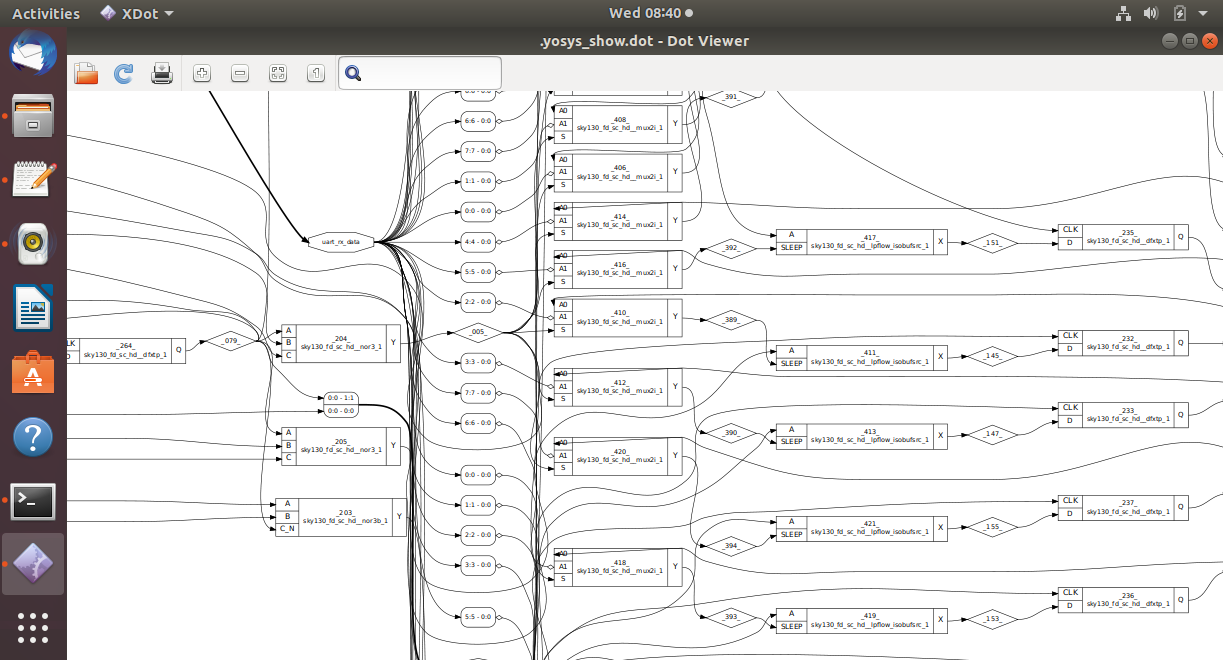 Activities
XDot
Wed 08:40
.yosys_show.dot - Dot Viewer
1
_391_
6:6 - 0:0
7:7 - 0:0
1:1 - 0:0
0:0 - 0:0
4:4 - 0:0
5:5 - 0:0
2:2 - 0:0
3:3 - 0:0
7:7 - 0:0
6:6 - 0:0
0:0 - 0:0
1:1 - 0:0
2:2 - 0:0
3:3 - 0:0
5:5 - 0:0
uart_rx_data
LK
D
_264_
sky130_fd_sc_hd__dfxtp_1
Q
_079_
A
B
C
_204_
sky130_fd_sc_hd__nor3_1
Y
_005_
0:0 - 1:1
0:0 - 0:0
A
B
C
_205_
sky130_fd_sc_hd__nor3_1
Y
A
B
C_N
_203_
sky130_fd_sc_hd__nor3b_1
Y
A0
A1
S
_408_
sky130_fd_sc_hd__mux2i_1
Y
A0
A1
S
_406_
sky130_fd_sc_hd__mux2i_1
Y
A0
A1
S
_414_
sky130_fd_sc_hd__mux2i_1
Y
A0
A1
S
_416_
sky130_fd_sc_hd__mux2i_1
Y
A0
A1
S
_410_
sky130_fd_sc_hd__mux2i_1
Y
A0
A1
S
_412_
sky130_fd_sc_hd__mux2i_1
Y
A0
A1
S
_420_
sky130_fd_sc_hd__mux2i_1
Y
A0
A1
S
_418_
sky130_fd_sc_hd__mux2i_1
Y
_392_
_389_
_390_
_394_
_393_
A
SLEEP
_417_
sky130_fd_sc_hd__lpflow_isobufsrc_1
X
_151_
CLK
D
_235_
sky130_fd_sc_hd__dfxtp_1
Q
A
SLEEP
_411_
sky130_fd_sc_hd__lpflow_isobufsrc_1
X
_145_
CLK
D
_232_
sky130_fd_sc_hd__dfxtp_1
Q
A
SLEEP
_413_
sky130_fd_sc_hd__lpflow_isobufsrc_1
X
_147_
CLK
D
_233_
sky130_fd_sc_hd__dfxtp_1
Q
A
SLEEP
_421_
sky130_fd_sc_hd__lpflow_isobufsrc_1
X
_155_
CLK
D
_237_
sky130_fd_sc_hd__dfxtp_1
Q
A
SLEEP
_419_
sky130_fd_sc_hd__lpflow_isobufsrc_1
X
_153_
CLK
D
_236_
sky130_fd_sc_hd__dfxtp_1
Q